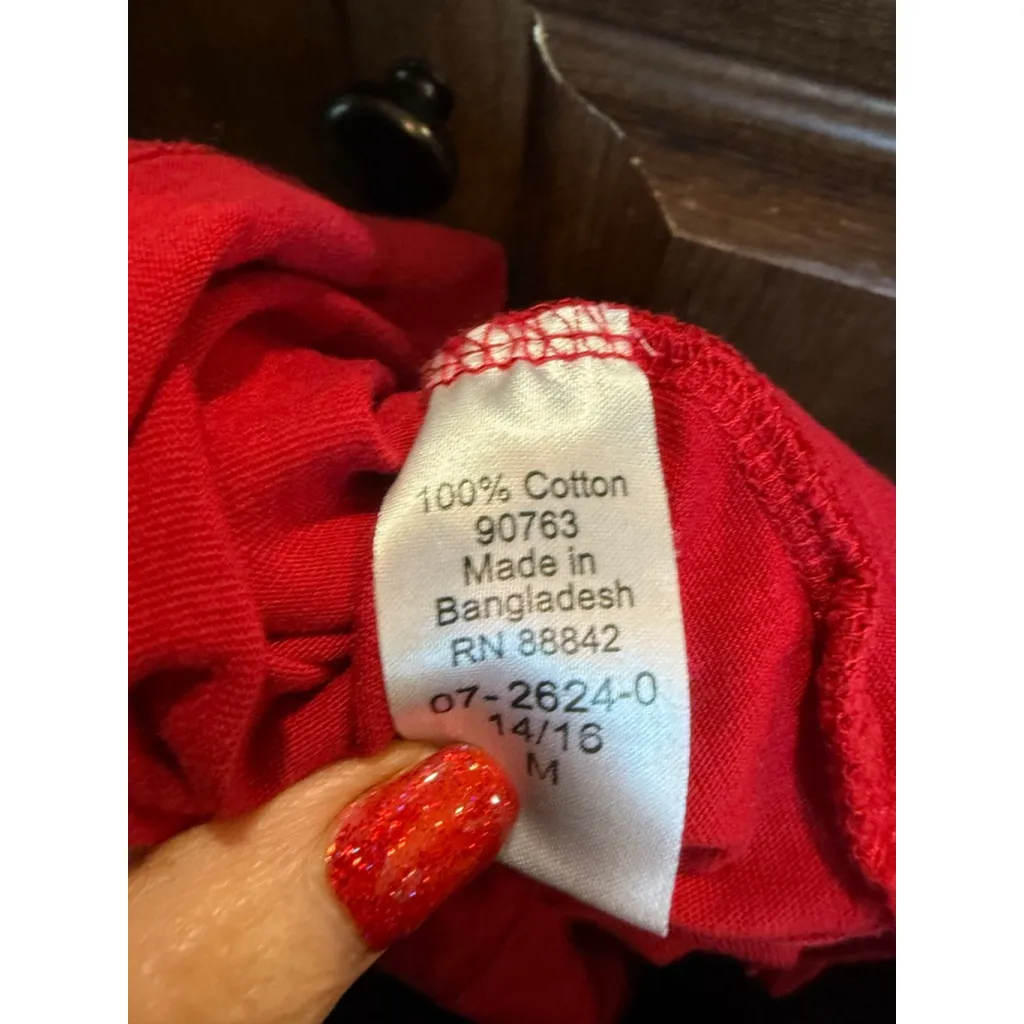 100% Cotton
90763
Made in
Bangladesh
RN 88842
07-2624-0
14/16
M